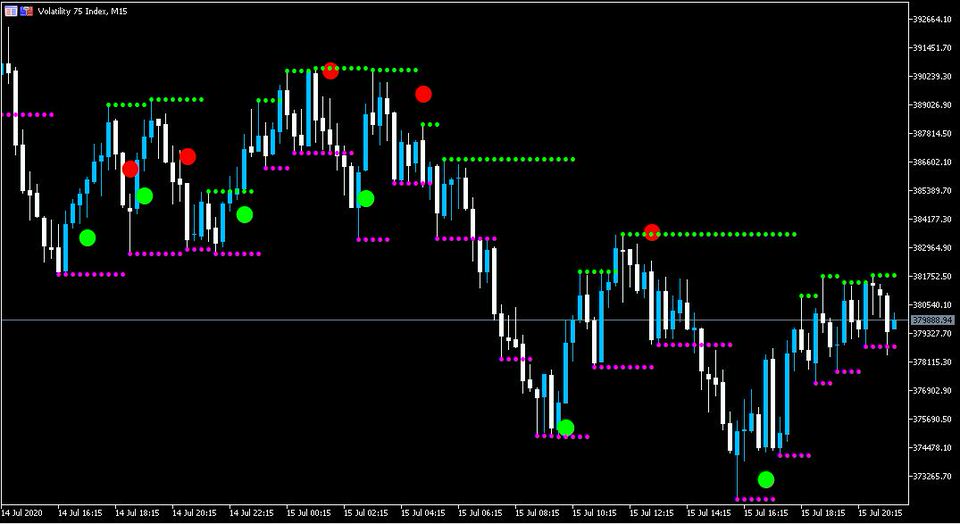 Volatility 75 Index, M15
392664.10
391451.70
390239.30
389026.90
387814.50
386602.10
385389.70
384177.30
382964.90
381752.50
380540.10
379888.94
379327.70
378115.30
376902.90
375690.50
374478.10
373265.70
14 Jul 2020
14 Jul 16:15
14 Jul 18:15
14 Jul 20:15
14 Jul 22:15
15 Jul 00:15
15 Jul 02:15
15 Jul 04:15
15 Jul 06:15
15 Jul 08:15
15 Jul 10:15
15 Jul 12:15
15 Jul 14:15
15 Jul 16:15
15 Jul 18:15
15 Jul 20:15